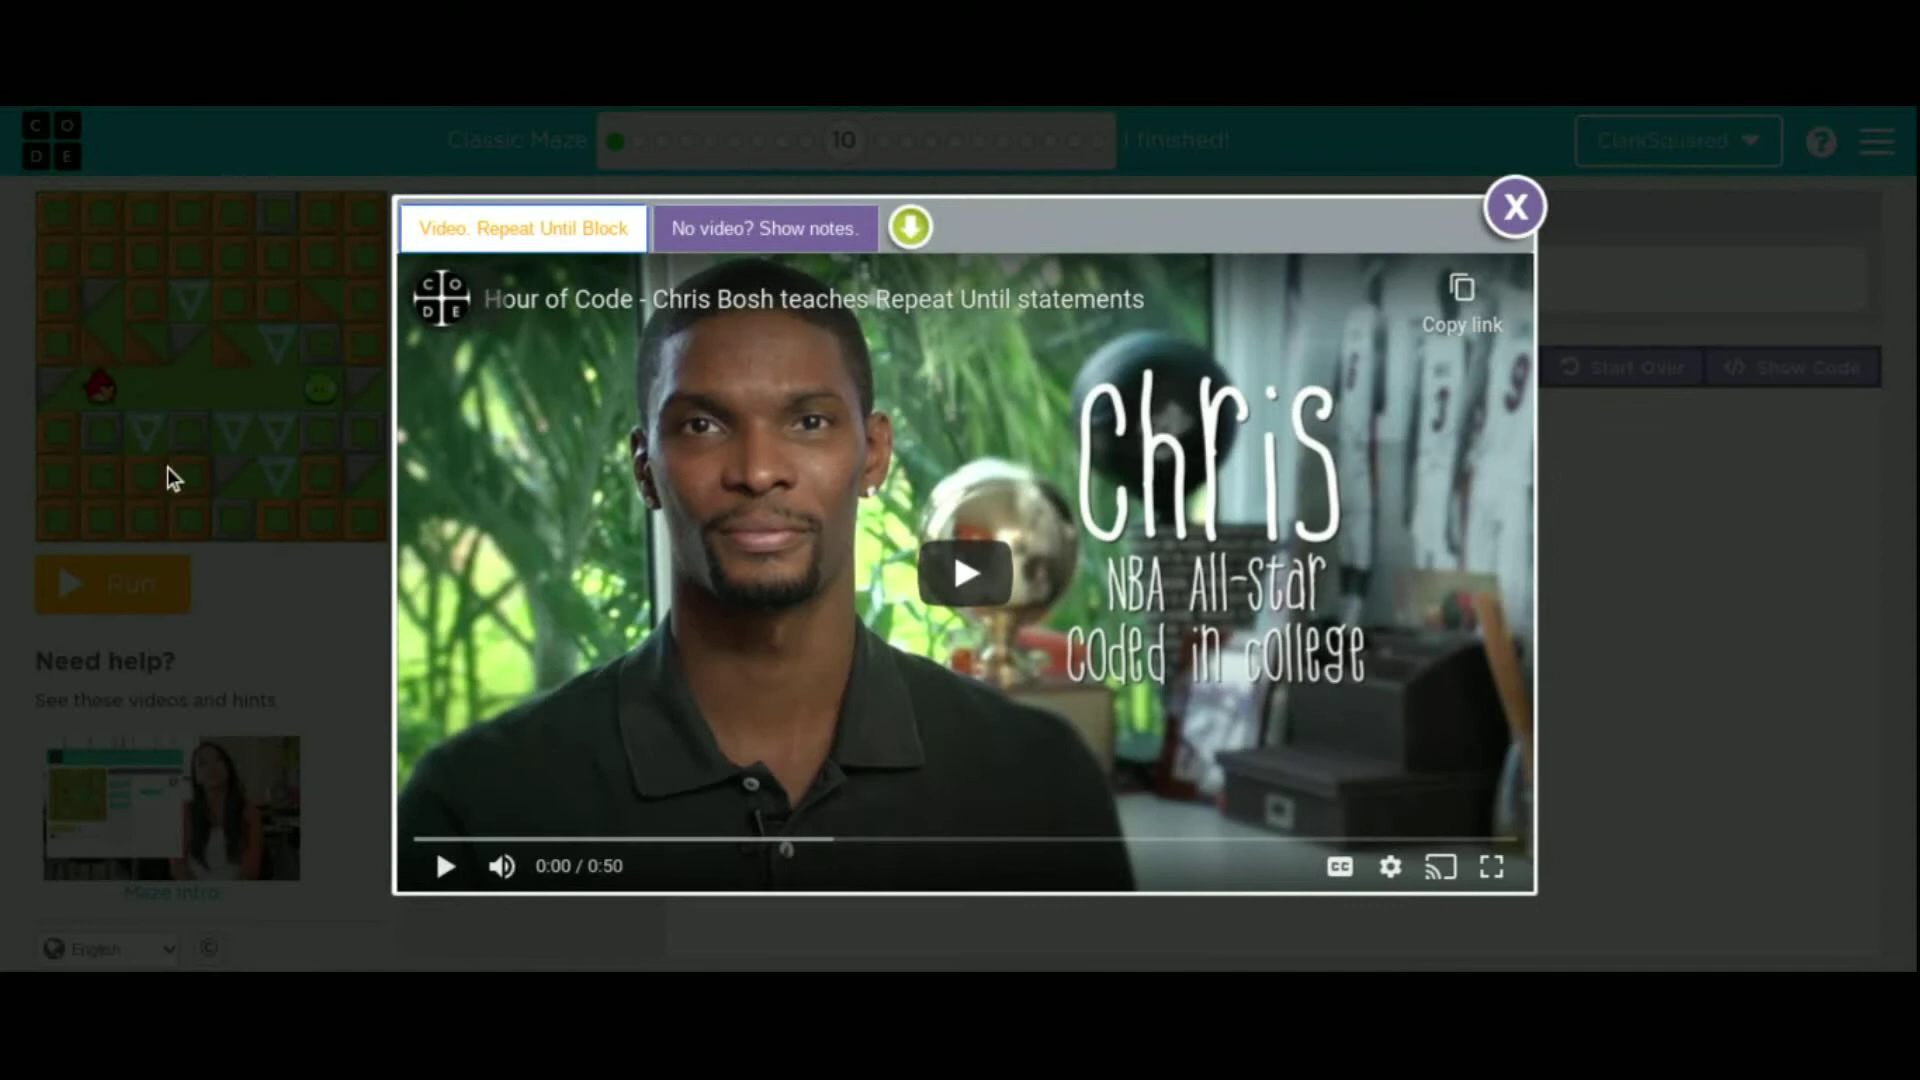 C O
D E
Classic Maze
10
I finished!
ClarkSquared
?
X
Video. Repeat Until Block
No video? Show notes.
C O
D E
Hour of Code - Chris Bosh teaches Repeat Until statements
Copy link
Chris
NBA All-Star
Coded in college
Start Over
</> Show Code
Run
Need help?
See these videos and hints
Maze Intro
0:00 / 0:50
CC
English
©